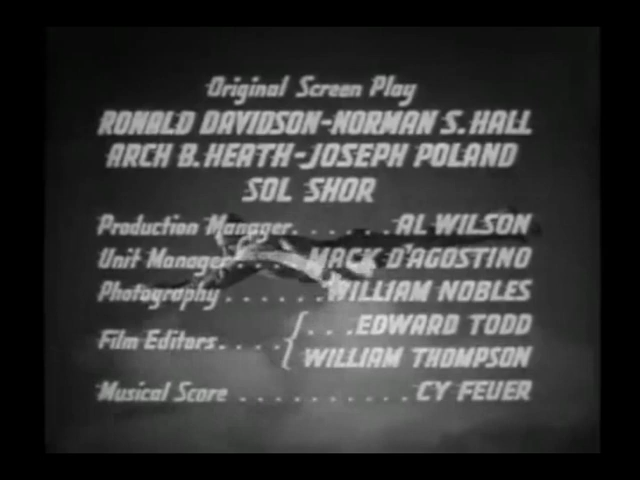 Original Screen Play
RONALD DAVIDSON-NORMAN S. HALL
ARCH B. HEATH-JOSEPH POLAND
SOL SHOR
Production Manager. . . . . . . AL WILSON
Unit Manager . . . . . MACK D'AGOSTINO
Photography . . . . . . . WILLIAM NOBLES
Film Editors. . . . { . . . EDWARD TODD
WILLIAM THOMPSON
Musical Score . . . . . . . . . . CY FEUER